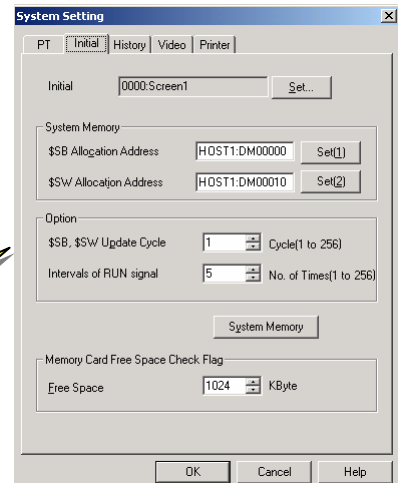 System Setting
PT Initial History Video Printer
Initial 0000:Screen1 Set...
System Memory
$SB Allocation Address HOST1:DM00000 Set(1)
$SW Allocation Address HOST1:DM00010 Set(2)
Option
$SB, $SW Update Cycle 1 Cycle(1 to 256)
Intervals of RUN signal 5 No. of Times(1 to 256)
System Memory
Memory Card Free Space Check Flag
Free Space 1024 KByte
OK Cancel Help